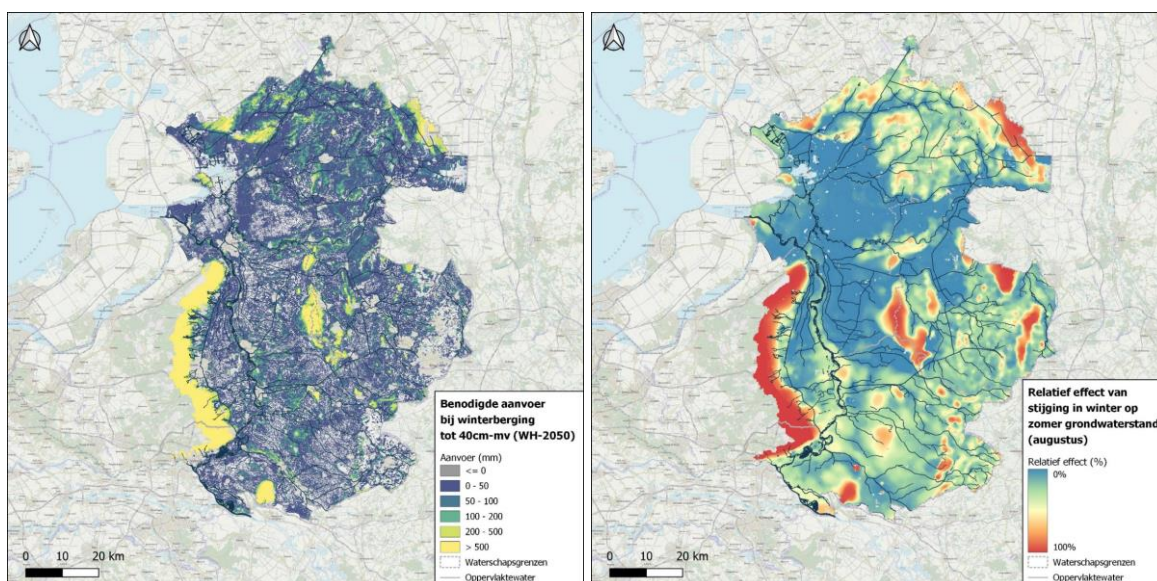 Benodigde aanvoer
bij winterberging
tot 40cm-mv (WH-2050)
Aanvoer (mm)
<= 0
0 - 50
50 - 100
100 - 200
200 - 500
> 500
Waterschapsgrenzen
Oppervlaktewater
0 10 20 km
Relatief effect van
stijging in winter op
zomer grondwaterstand
(augustus)
Relatief effect (%)
0%
100%
Waterschapsgrenzen
Oppervlaktewater
0 10 20 km